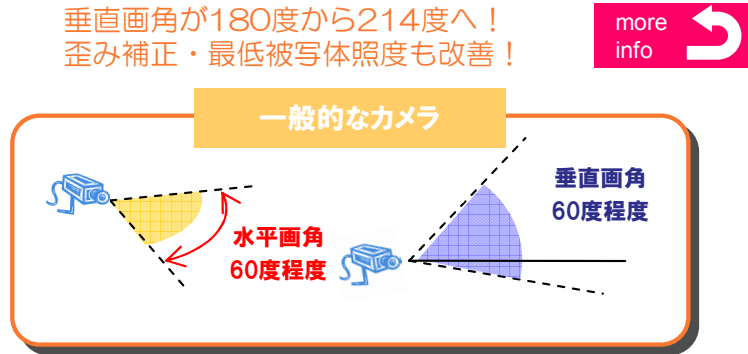 垂直画角が180度から214度へ！
歪み補正・最低被写体照度も改善！
more
info
一般的なカメラ
垂直画角
60度程度
水平画角
60度程度